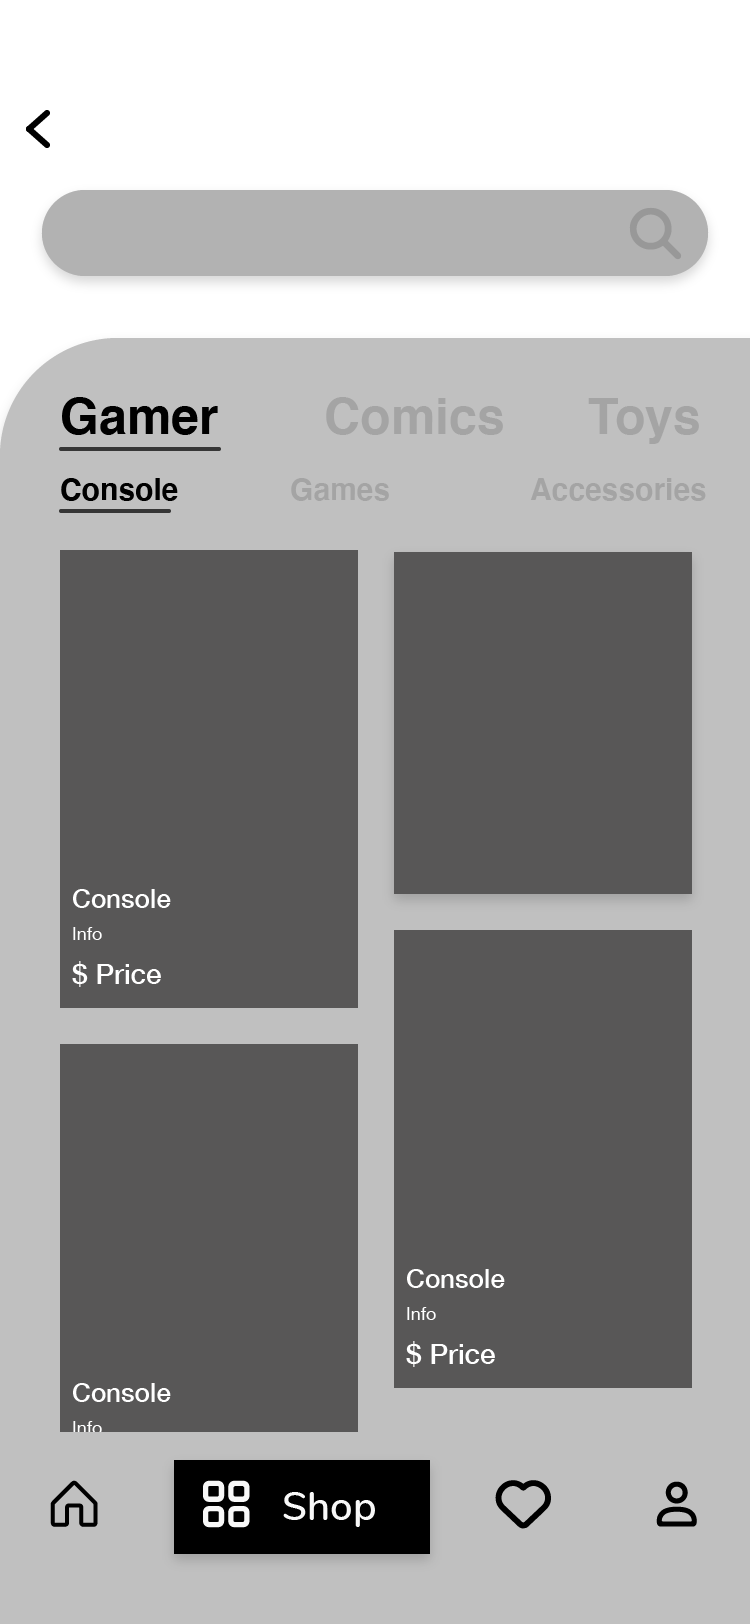 Gamer Comics Toys
Console Games Accessories
Console
Info
$ Price
Console
Info
$ Price
Console
Info
Shop